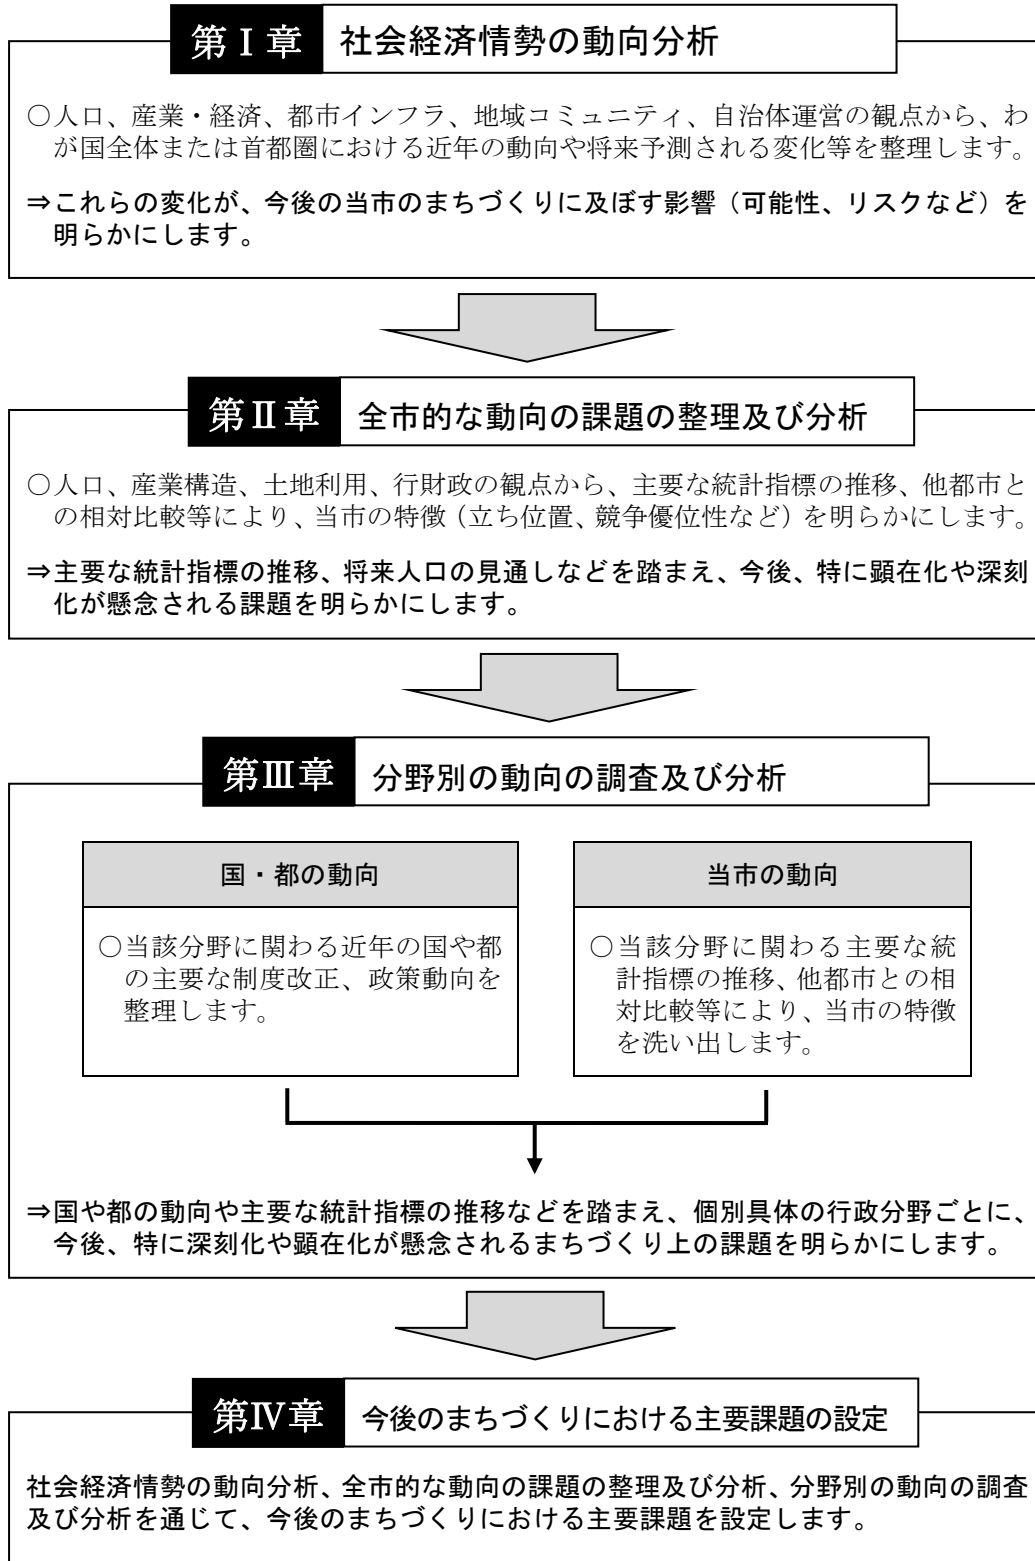 第Ⅰ章 社会経済情勢の動向分析
○人口、産業・経済、都市インフラ、地域コミュニティ、自治体運営の観点から、わ
が国全体または首都圏における近年の動向や将来予測される変化等を整理します。
⇒これらの変化が、今後の当市のまちづくりに及ぼす影響（可能性、リスクなど）を
明らかにします。
第Ⅱ章 全市的な動向の課題の整理及び分析
○人口、産業構造、土地利用、行財政の観点から、主要な統計指標の推移、他都市と
の相対比較等により、当市の特徴（立ち位置、競争優位性など）を明らかにします。
⇒主要な統計指標の推移、将来人口の見通しなどを踏まえ、今後、特に顕在化や深刻
化が懸念される課題を明らかにします。
第Ⅲ章 分野別の動向の調査及び分析
国・都の動向
○当該分野に関わる近年の国や都
の主要な制度改正、政策動向を
整理します。
当市の動向
○当該分野に関わる主要な統
計指標の推移、他都市との相
対比較等により、当市の特徴
を洗い出します。
⇒国や都の動向や主要な統計指標の推移などを踏まえ、個別具体の行政分野ごとに、
今後、特に深刻化や顕在化が懸念されるまちづくり上の課題を明らかにします。
第Ⅳ章 今後のまちづくりにおける主要課題の設定
社会経済情勢の動向分析、全市的な動向の課題の整理及び分析、分野別の動向の調査
及び分析を通じて、今後のまちづくりにおける主要課題を設定します。